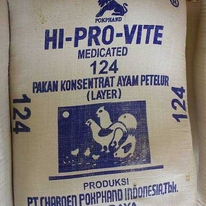 POKPHAND
HI-PRO-VITE
MEDICATED
124
PAKAN KONSENTRAT AYAM PETELUR
(LAYER)
124
124
PRODUKSI
PT. CHAROEN POKPHAND INDONESIA, Tbk.